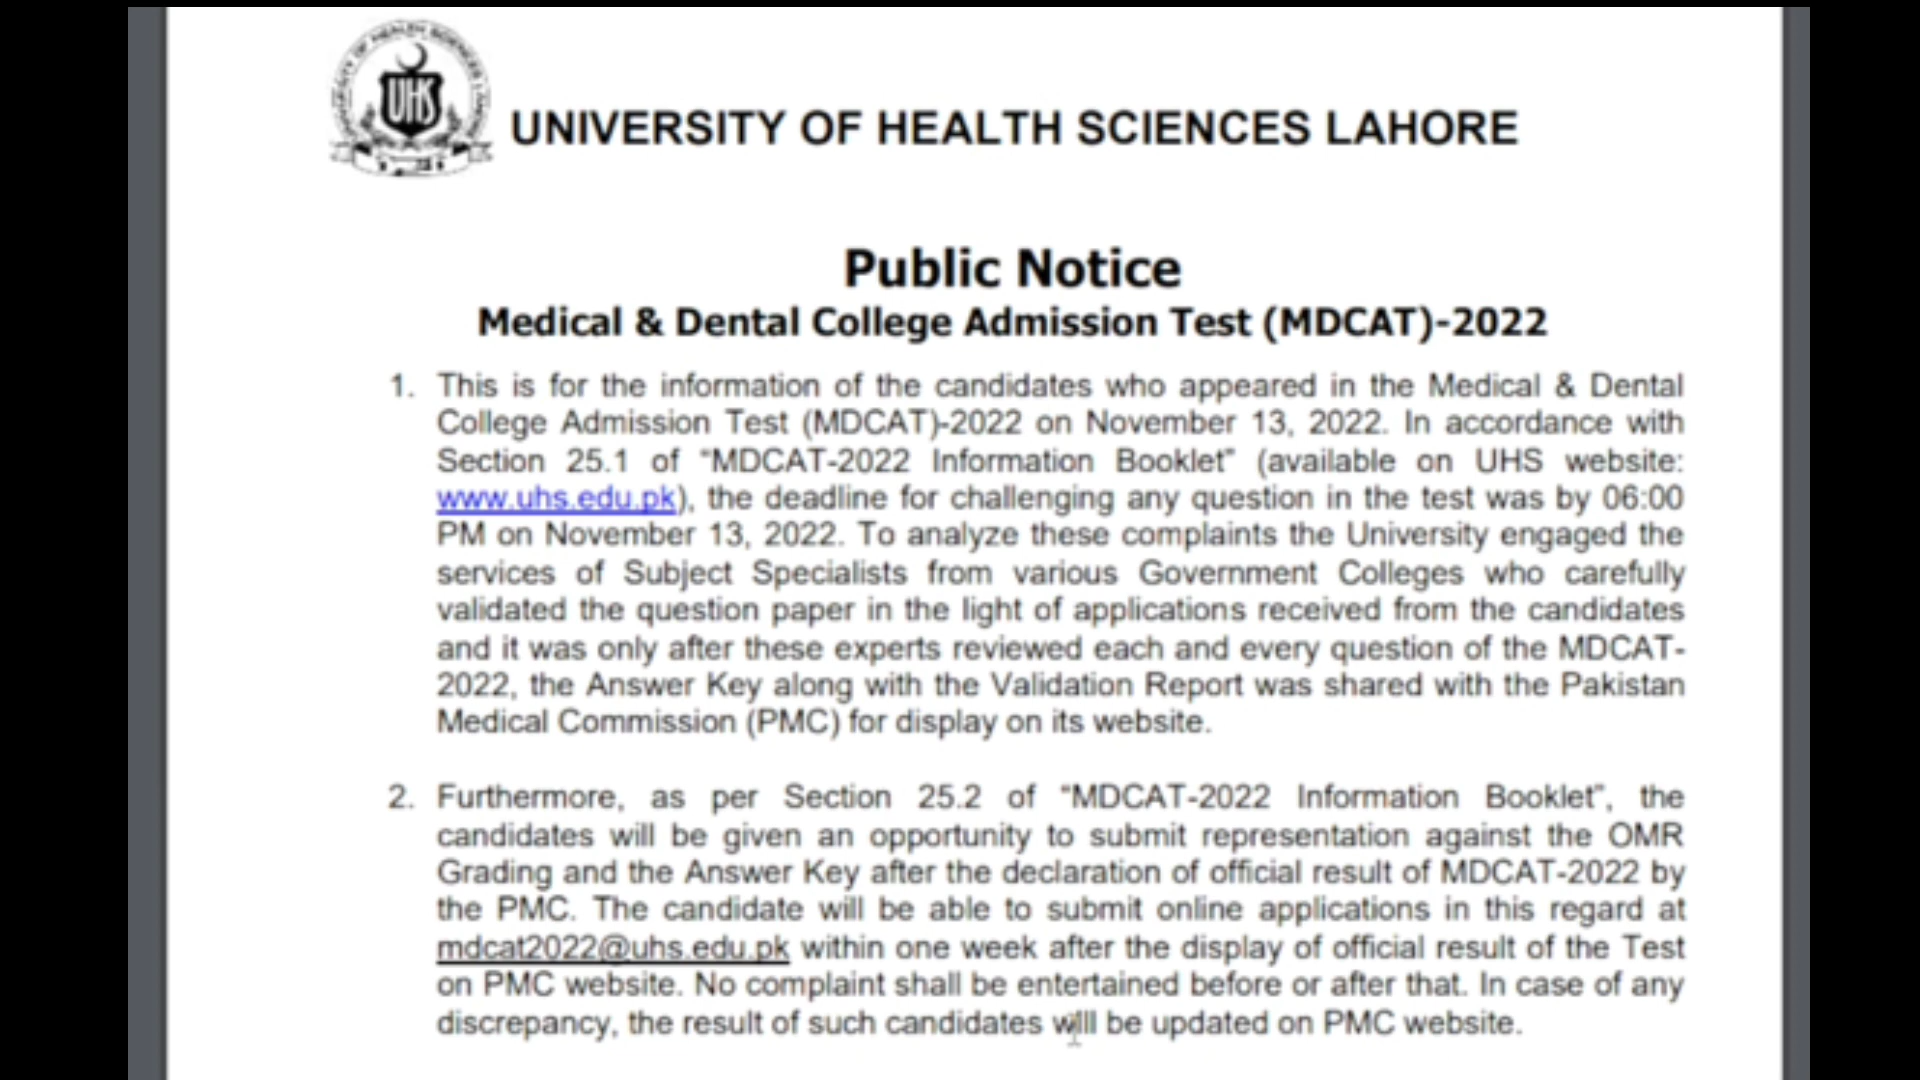 UHS
UNIVERSITY OF HEALTH SCIENCES LAHORE
Public Notice
Medical & Dental College Admission Test (MDCAT)-2022
1. This is for the information of the candidates who appeared in the Medical & Dental
College Admission Test (MDCAT)-2022 on November 13, 2022. In accordance with
Section 25.1 of “MDCAT-2022 Information Booklet” (available on UHS website:
www.uhs.edu.pk), the deadline for challenging any question in the test was by 06:00
PM on November 13, 2022. To analyze these complaints the University engaged the
services of Subject Specialists from various Government Colleges who carefully
validated the question paper in the light of applications received from the candidates
and it was only after these experts reviewed each and every question of the MDCAT-
2022, the Answer Key along with the Validation Report was shared with the Pakistan
Medical Commission (PMC) for display on its website.
2. Furthermore, as per Section 25.2 of “MDCAT-2022 Information Booklet”, the
candidates will be given an opportunity to submit representation against the OMR
Grading and the Answer Key after the declaration of official result of MDCAT-2022 by
the PMC. The candidate will be able to submit online applications in this regard at
mdcat2022@uhs.edu.pk within one week after the display of official result of the Test
on PMC website. No complaint shall be entertained before or after that. In case of any
discrepancy, the result of such candidates will be updated on PMC website.